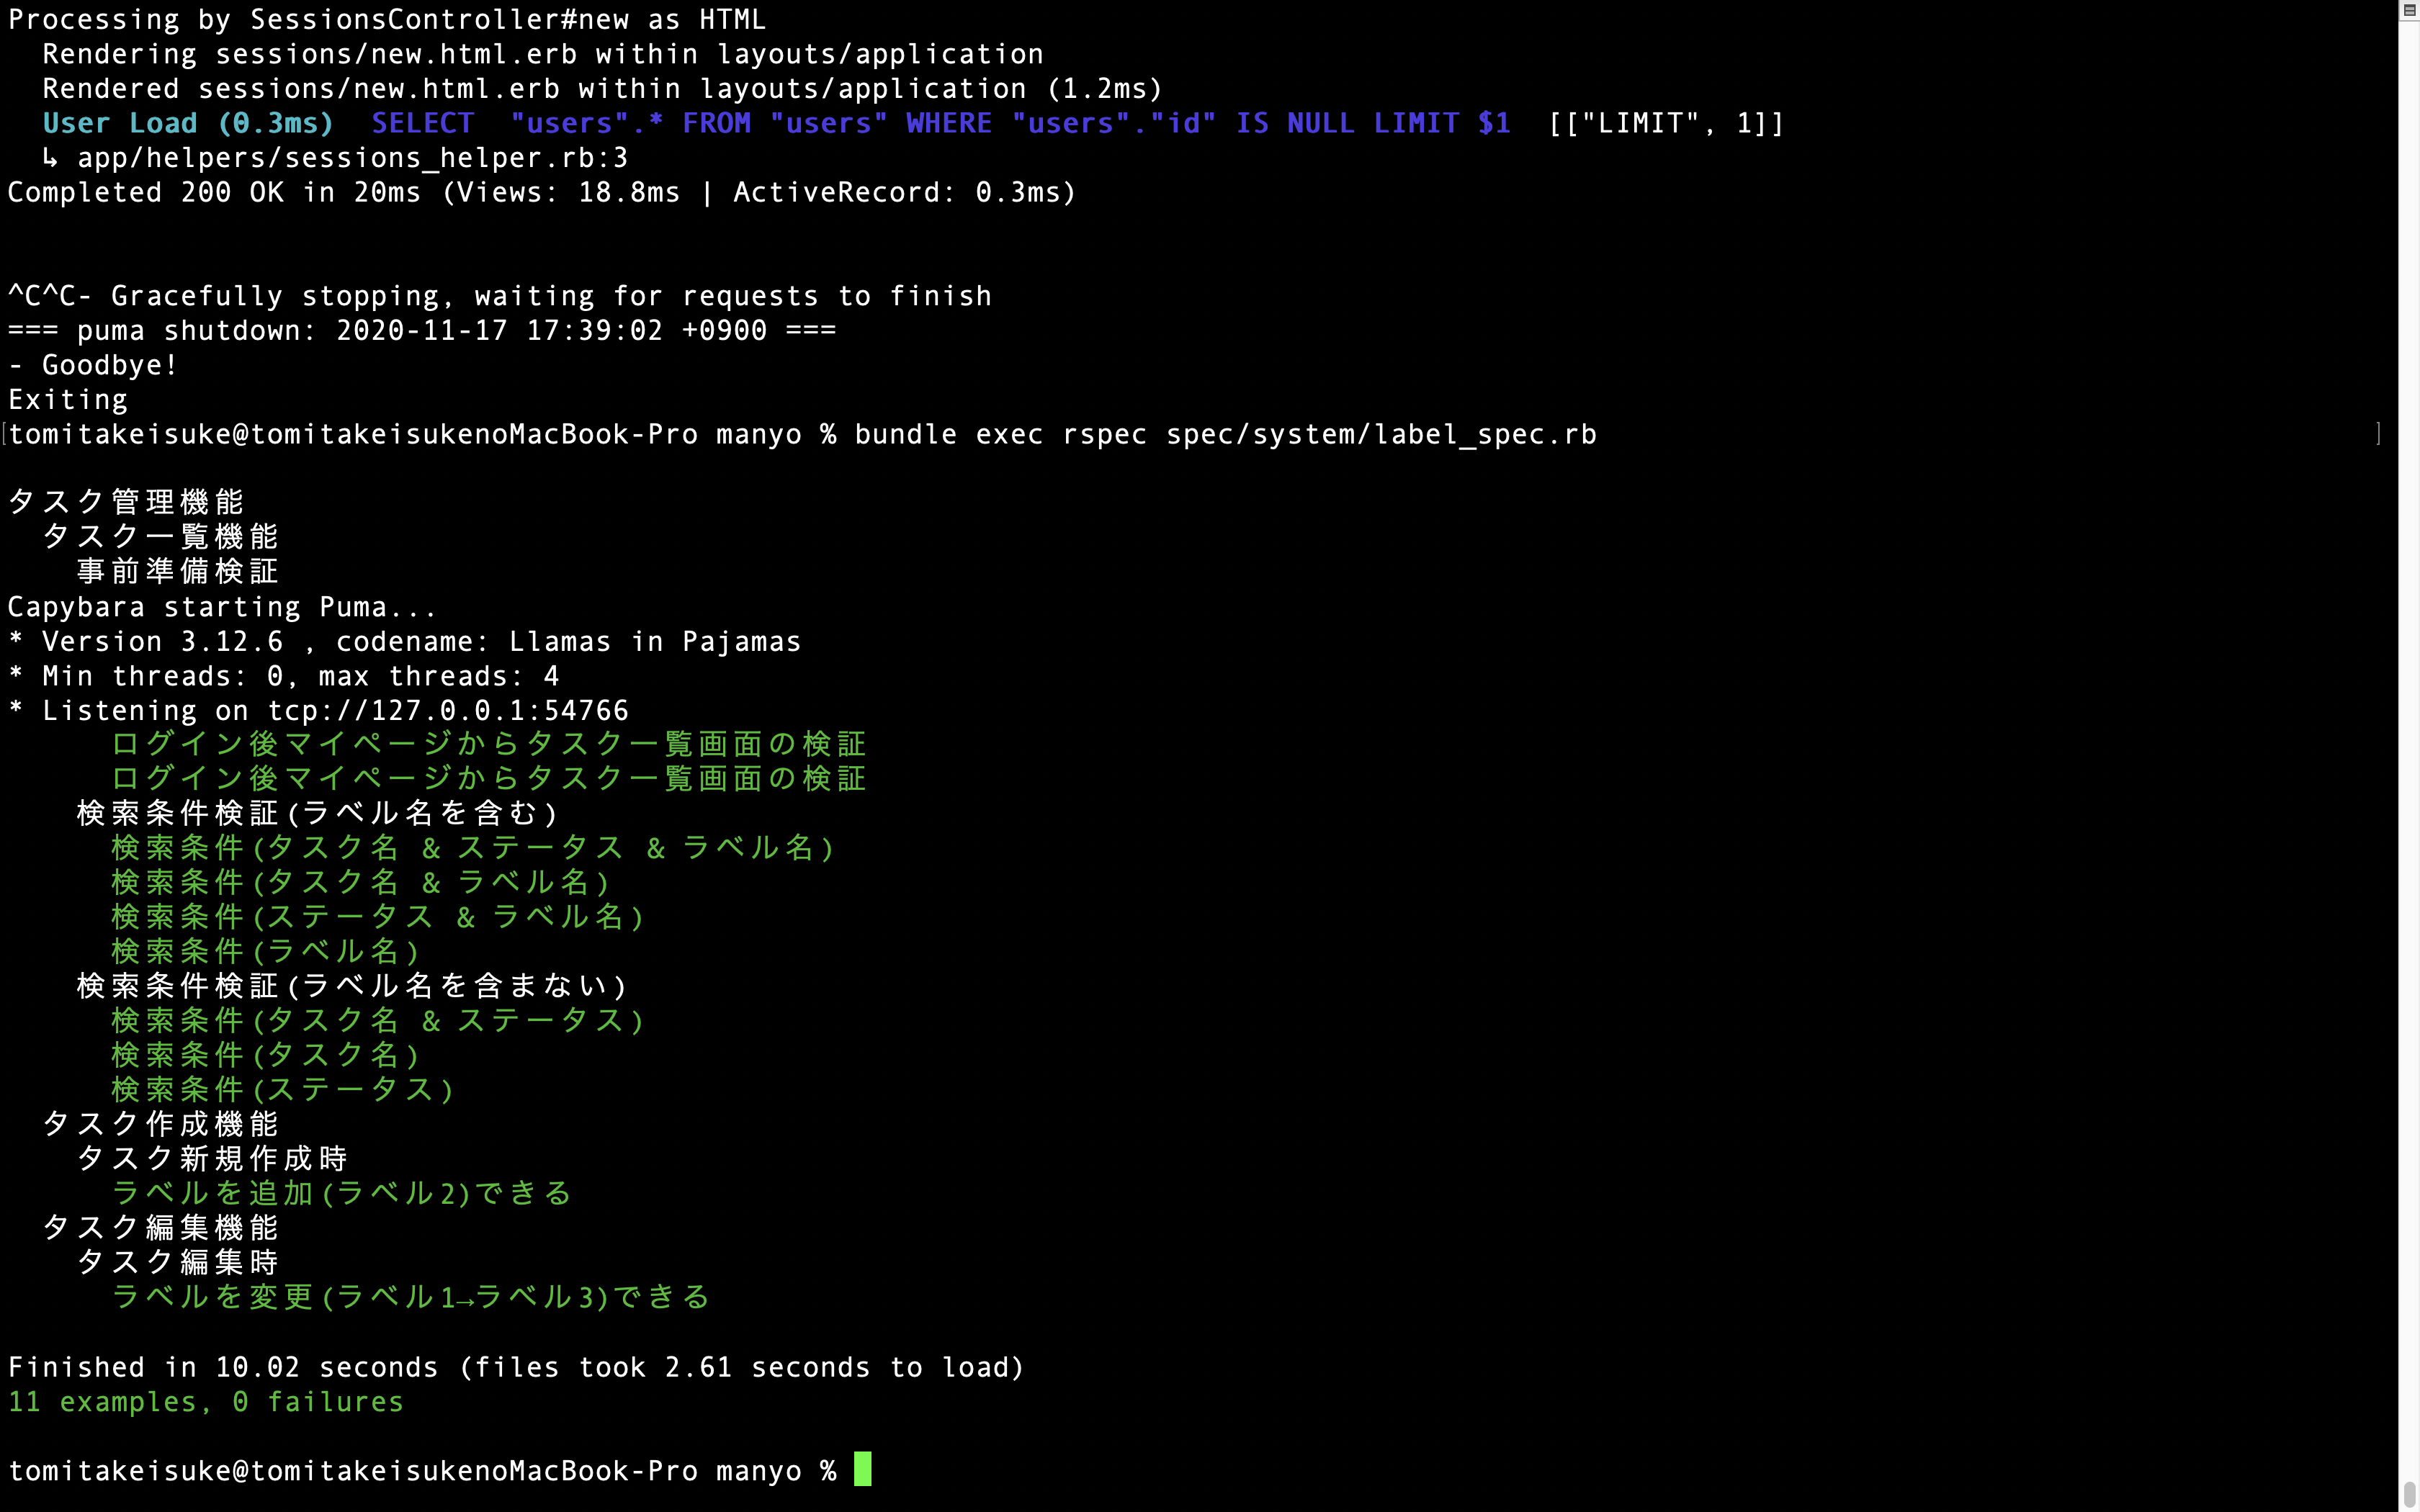 Processing by SessionsController#new as HTML
  Rendering sessions/new.html.erb within layouts/application
  Rendered sessions/new.html.erb within layouts/application (1.2ms)
  User Load (0.3ms)  SELECT  "users".* FROM "users" WHERE "users"."id" IS NULL LIMIT $1  [["LIMIT", 1]]
  ↳ app/helpers/sessions_helper.rb:3
Completed 200 OK in 20ms (Views: 18.8ms | ActiveRecord: 0.3ms)
^C^C- Gracefully stopping, waiting for requests to finish
=== puma shutdown: 2020-11-17 17:39:02 +0900 ===
- Goodbye!
Exiting
[tomitakeisuke@tomitakeisukenoMacBook-Pro manyo % bundle exec rspec spec/system/label_spec.rb ]
タスク管理機能
  タスク一覧機能
    事前準備検証
Capybara starting Puma...
* Version 3.12.6 , codename: Llamas in Pajamas
* Min threads: 0, max threads: 4
* Listening on tcp://127.0.0.1:54766
      ログイン後マイページからタスク一覧画面の検証
      ログイン後マイページからタスク一覧画面の検証
    検索条件検証(ラベル名を含む)
      検索条件(タスク名 & ステータス & ラベル名)
      検索条件(タスク名 & ラベル名)
      検索条件(ステータス & ラベル名)
      検索条件(ラベル名)
    検索条件検証(ラベル名を含まない)
      検索条件(タスク名 & ステータス)
      検索条件(タスク名)
      検索条件(ステータス)
  タスク作成機能
    タスク新規作成時
      ラベルを追加(ラベル2)できる
  タスク編集機能
    タスク編集時
      ラベルを変更(ラベル1→ラベル3)できる
Finished in 10.02 seconds (files took 2.61 seconds to load)
11 examples, 0 failures
tomitakeisuke@tomitakeisukenoMacBook-Pro manyo %